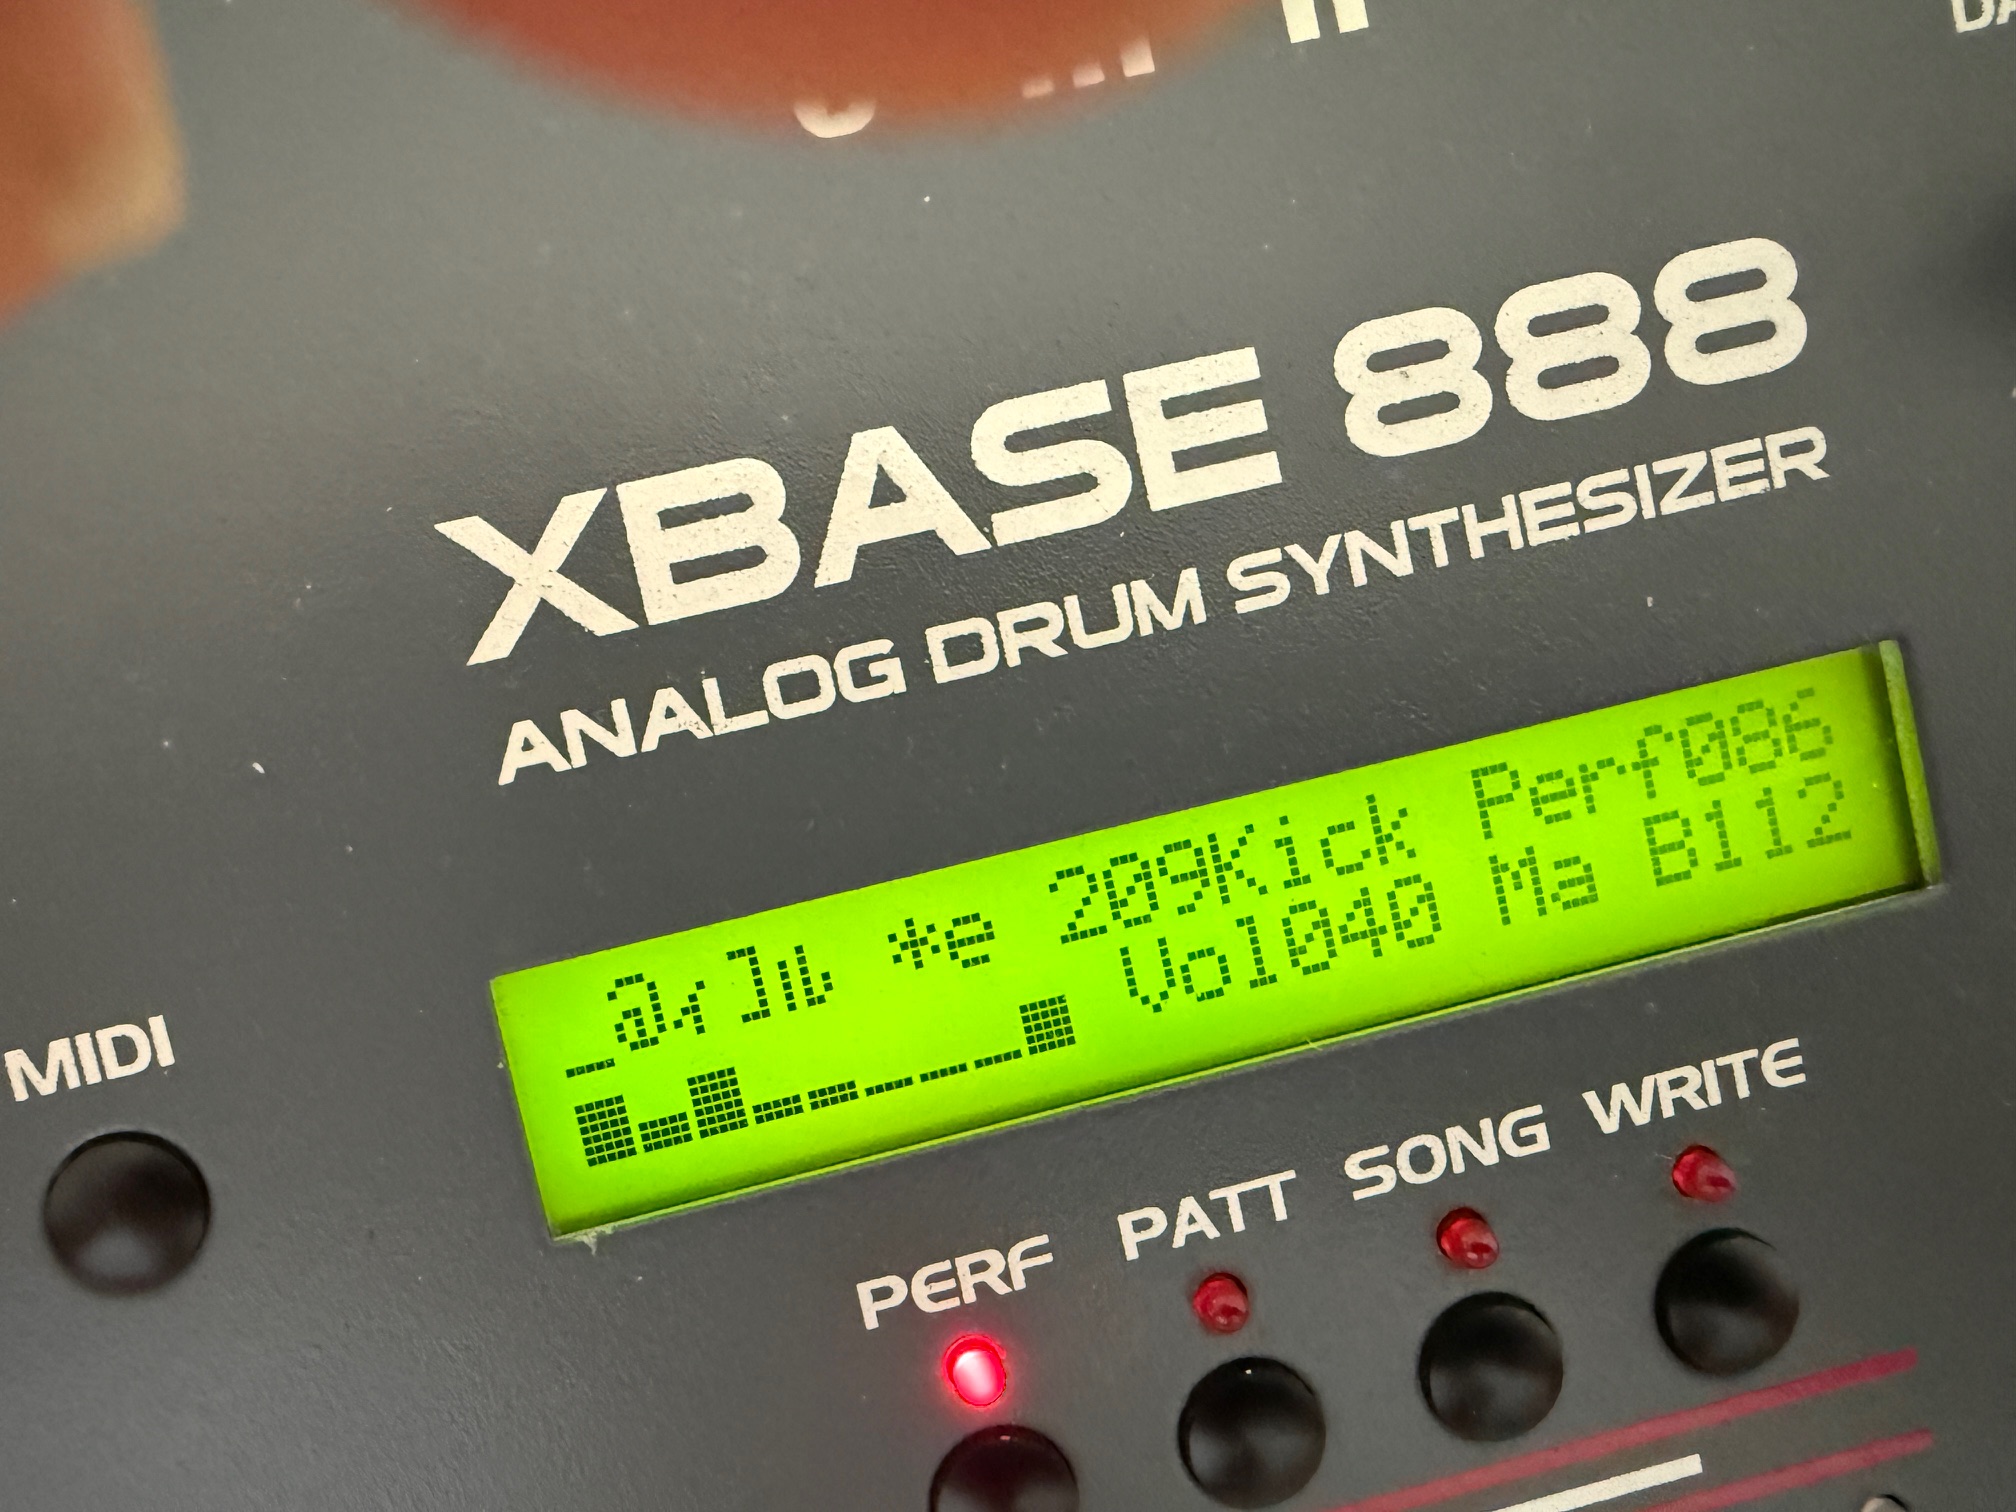 XBASE 888
ANALOG DRUM SYNTHESIZER
*e 209Kick Perf086
Vol040 Ma B112
MIDI
PERF PATT SONG WRITE